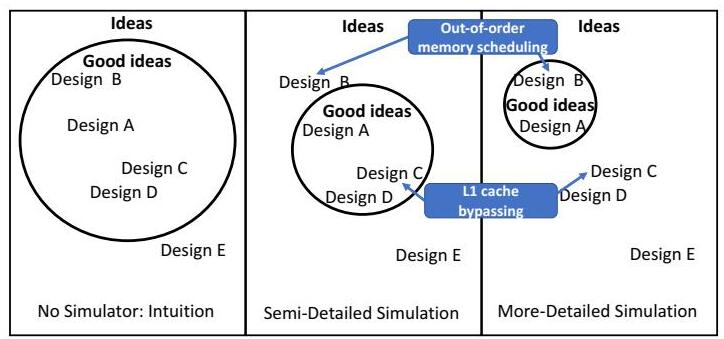 Ideas
Good ideas
Design B
Design A
Design C
Design D
Design E
No Simulator: Intuition
Ideas
Out-of-order
memory scheduling
Design B
Good ideas
Design A
Design C
Design D
L1 cache
bypassing
Design E
Semi-Detailed Simulation
Ideas
Design B
Good ideas
Design A
Design C
Design D
Design E
More-Detailed Simulation